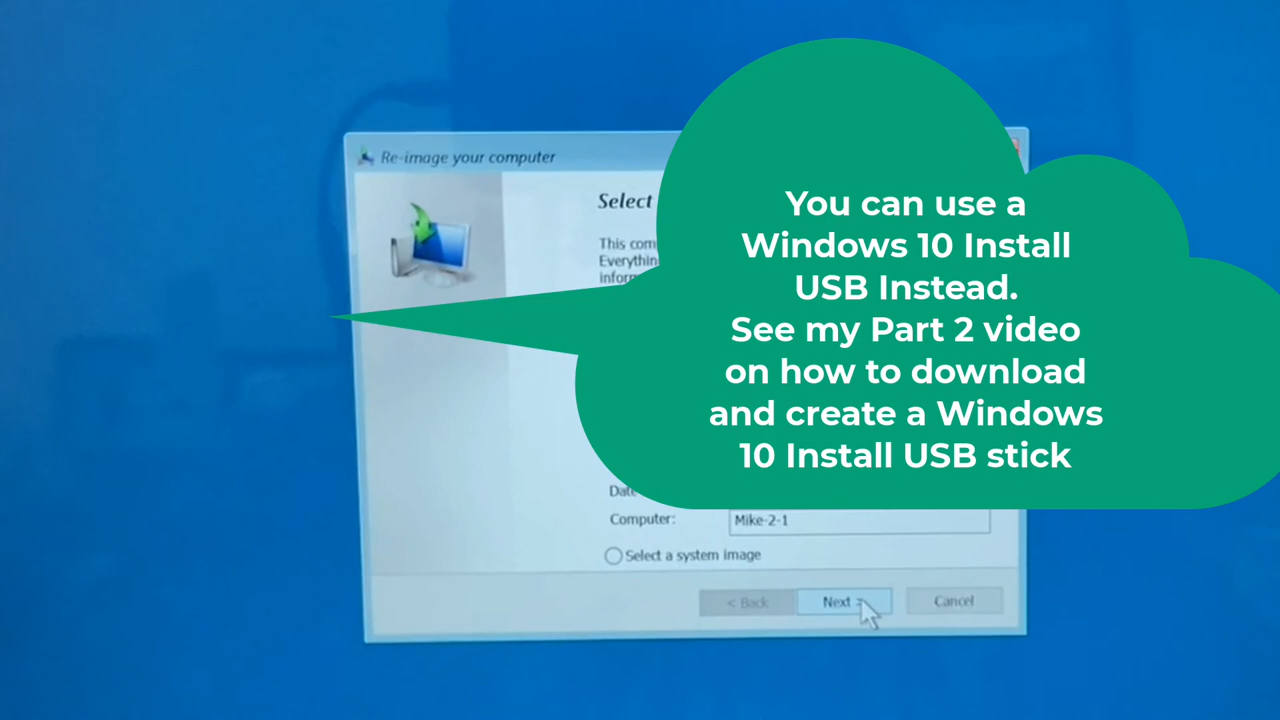 Re-image your computer
Select
This com
Everythin
infor
You can use a
Windows 10 Install
USB Instead.
See my Part 2 video
on how to download
and create a Windows
10 Install USB stick
Date
Computer: Mike-2-1
Select a system image
< Back Next > Cancel